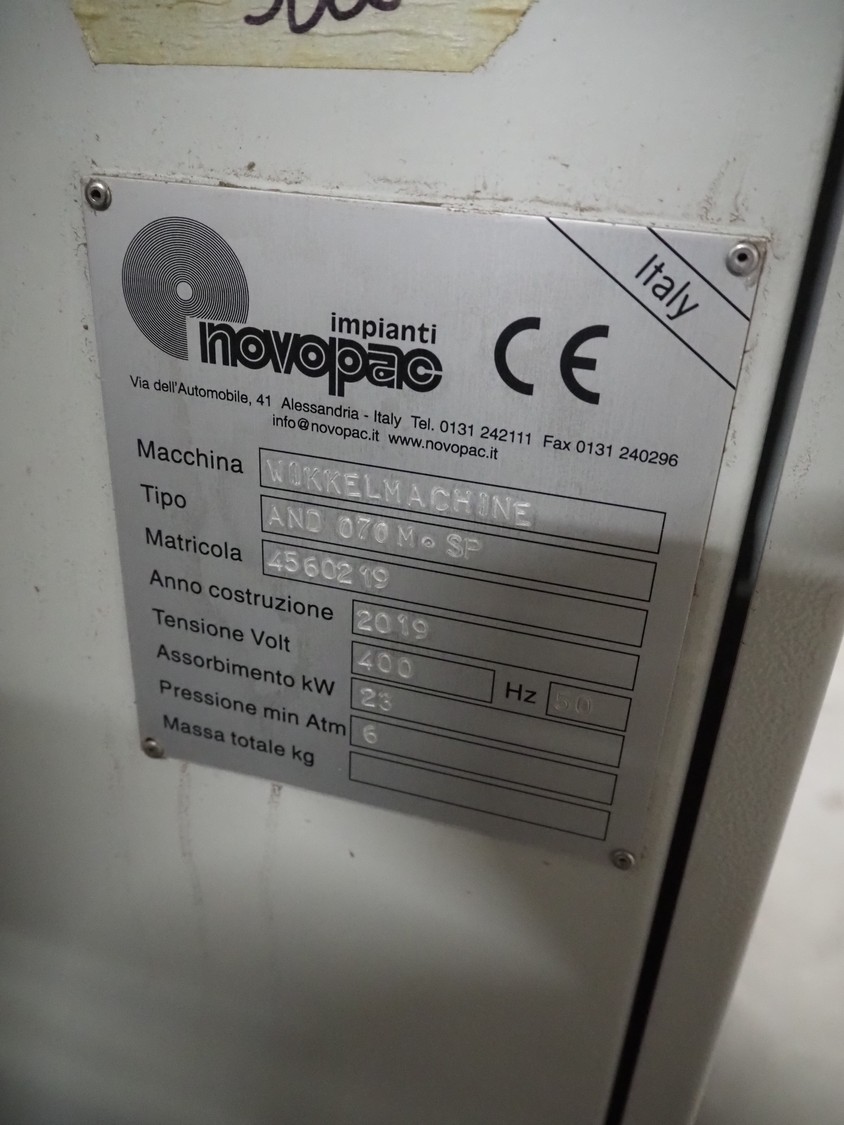 Italy
impianti
novopac
CE
Via dell'Automobile, 41 Alessandria - Italy Tel. 0131 242111 Fax 0131 240296
info@novopac.it www.novopac.it
Macchina WIKKELMACHINE
Tipo AND 070 M. SP
Matricola 4560219
Anno costruzione 2019
Tensione Volt 400 Hz 50
Assorbimento kW 23
Pressione min Atm 6
Massa totale kg